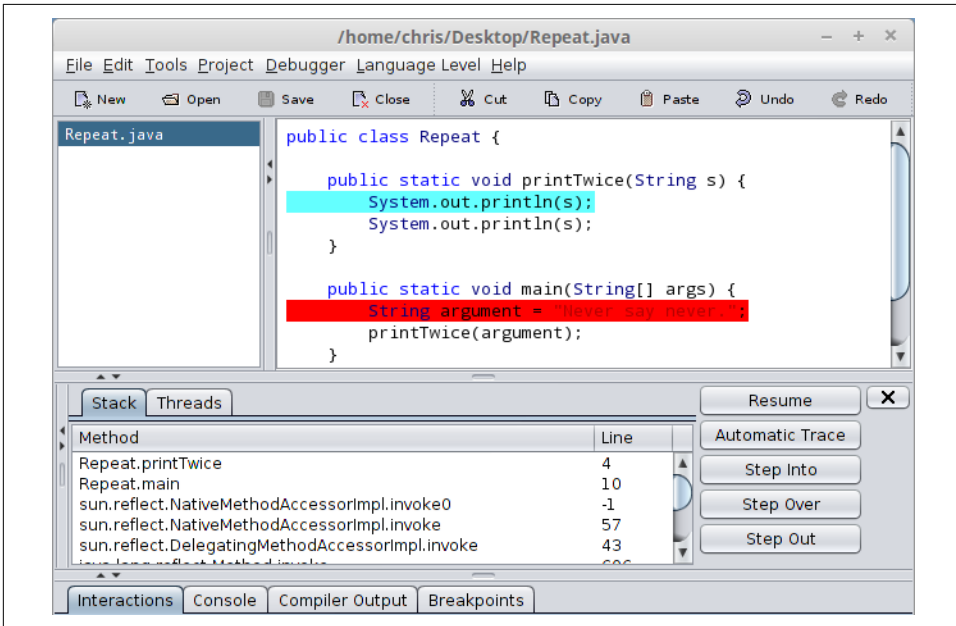 /home/chris/Desktop/Repeat.java
File Edit Tools Project Debugger Language Level Help
New Open Save Close Cut Copy Paste Undo Redo
Repeat.java
public class Repeat {
public static void printTwice(String s) {
System.out.println(s);
System.out.println(s);
}
public static void main(String[] args) {
String argument = "Never say never.";
printTwice(argument);
}
Stack Threads
Method Line
Repeat.printTwice 4
Repeat.main 10
sun.reflect.NativeMethodAccessorImpl.invoke0 -1
sun.reflect.NativeMethodAccessorImpl.invoke 57
sun.reflect.DelegatingMethodAccessorImpl.invoke 43
Resume
Automatic Trace
Step Into
Step Over
Step Out
Interactions Console Compiler Output Breakpoints